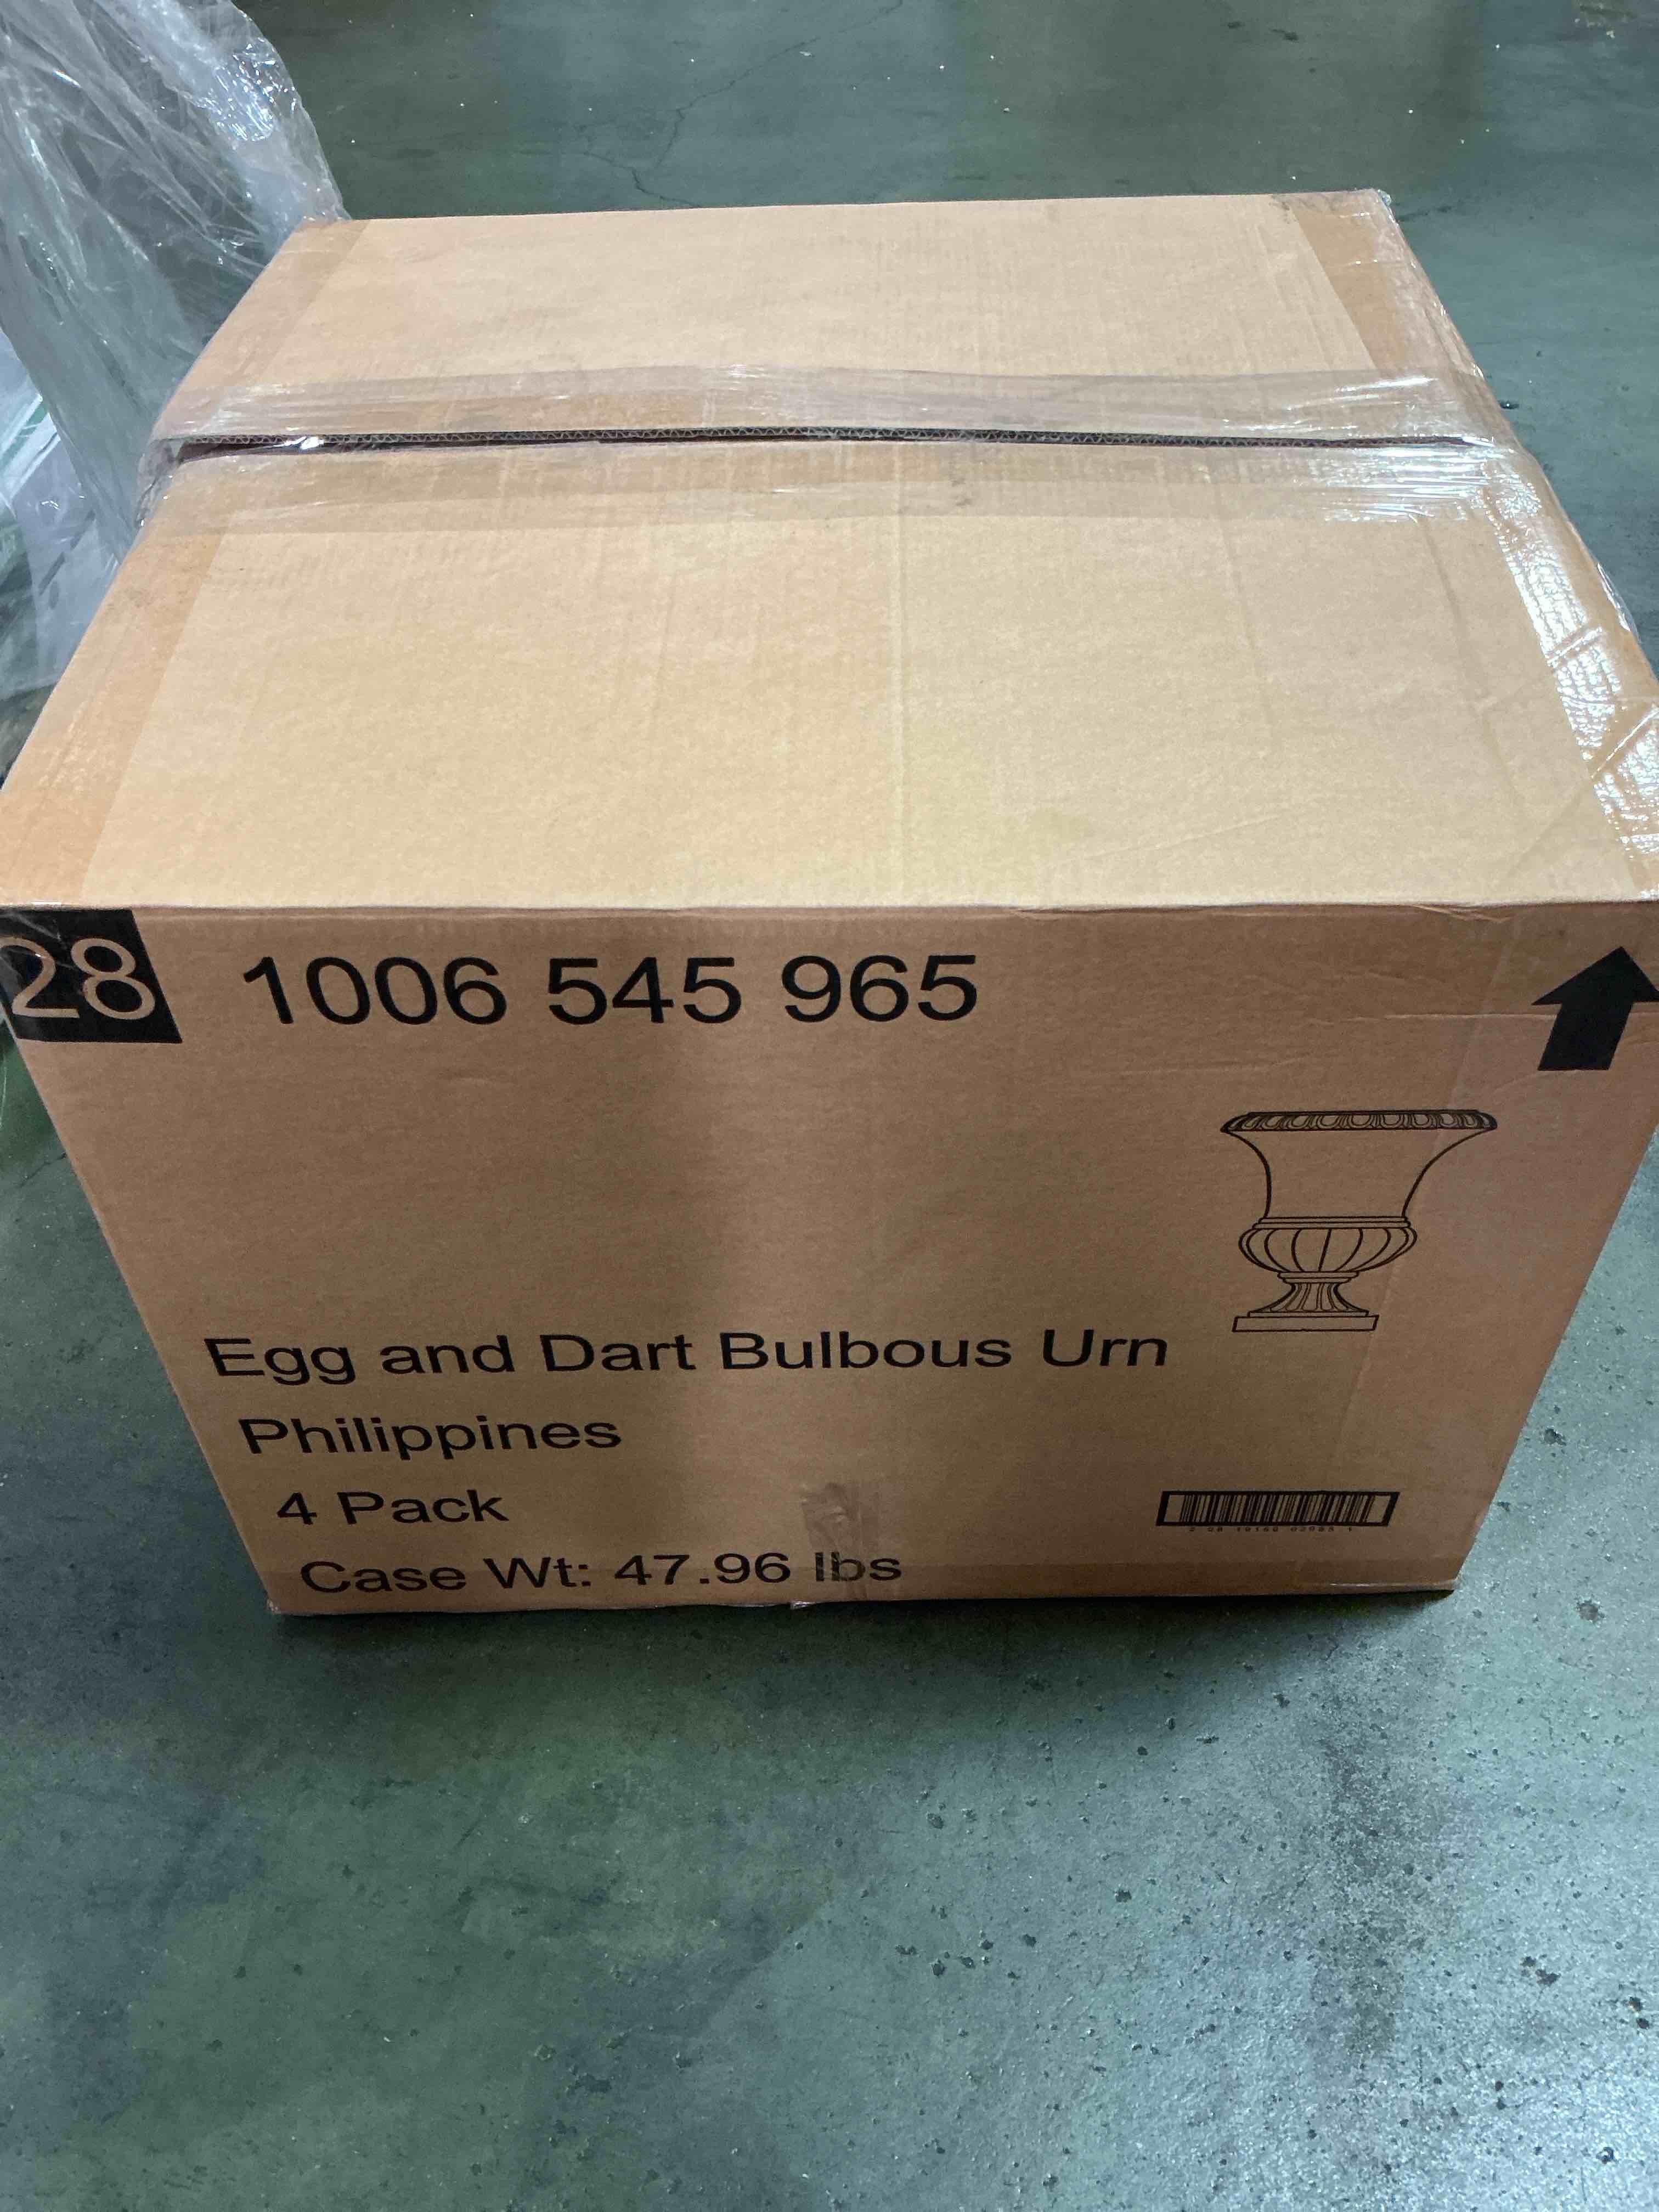 28 1006 545 965
Egg and Dart Bulbous Urn
Philippines
4 Pack
Case Wt: 47.96 lbs